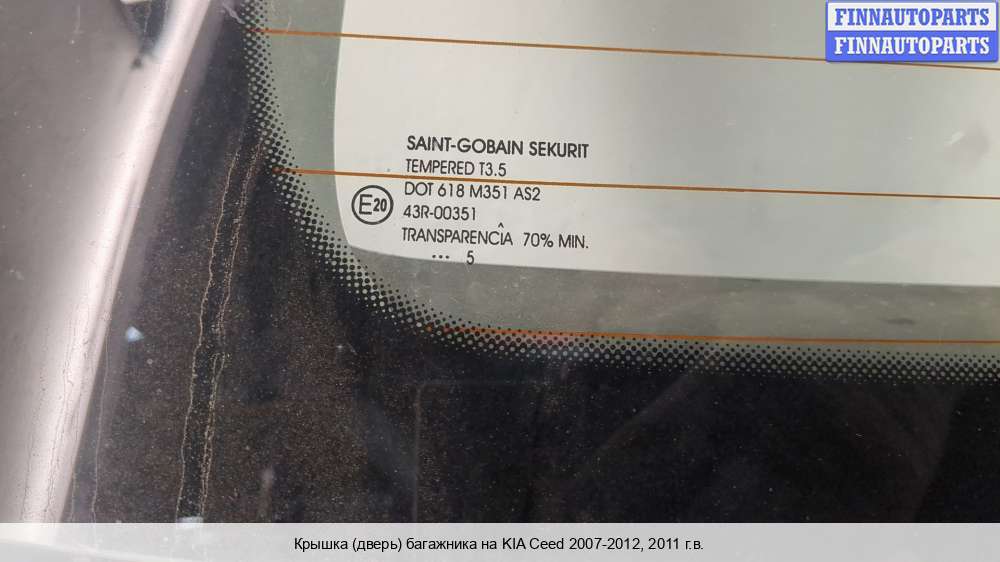 FINNAUTOPARTS
FINNAUTOPARTS
SAINT-GOBAIN SEKURIT
TEMPERED T3.5
DOT 618 M351 AS2
E20
43R-00351
TRANSPARENCÎA 70% MIN.
... 5
Крышка (дверь) багажника на KIA Ceed 2007-2012, 2011 г.в.